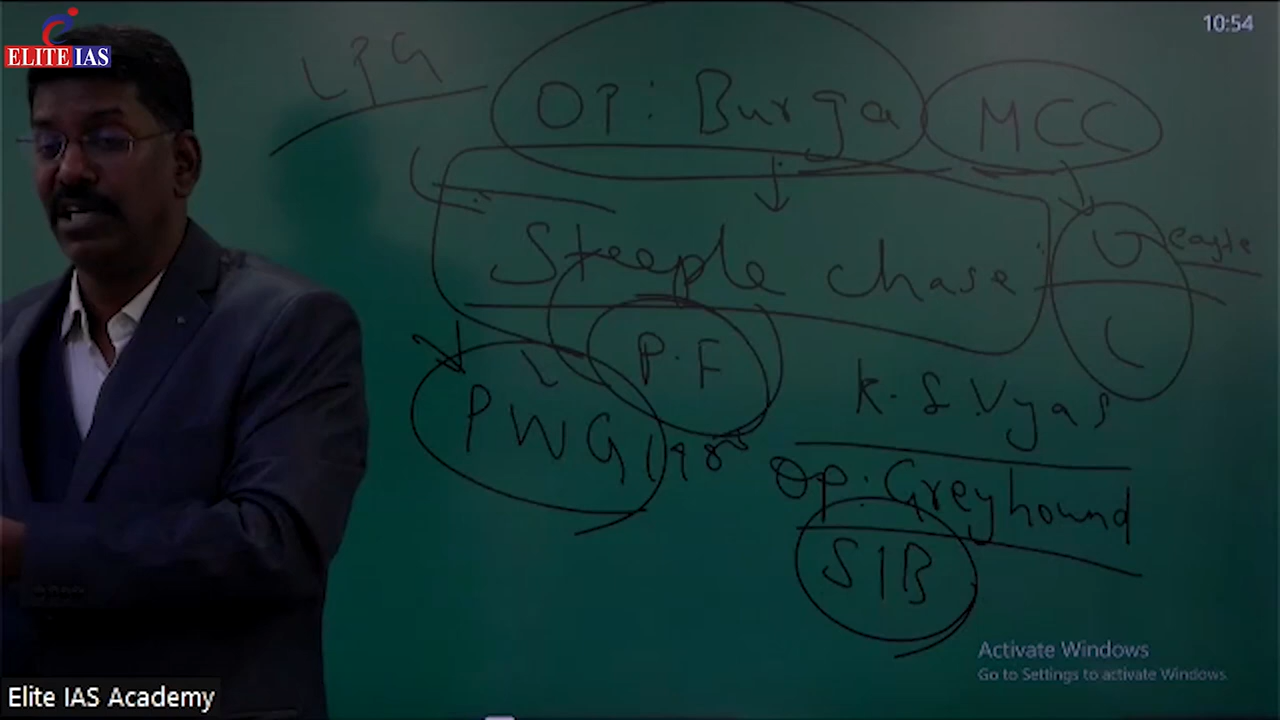 10:54
ELITE IAS
LPG
OP: Burga MCC
Steeple chase
P.F
K.S.Vyas
PWG
Op: Greyhound
SIB
Activate Windows
Go to Settings to activate Windows.
Elite IAS Academy